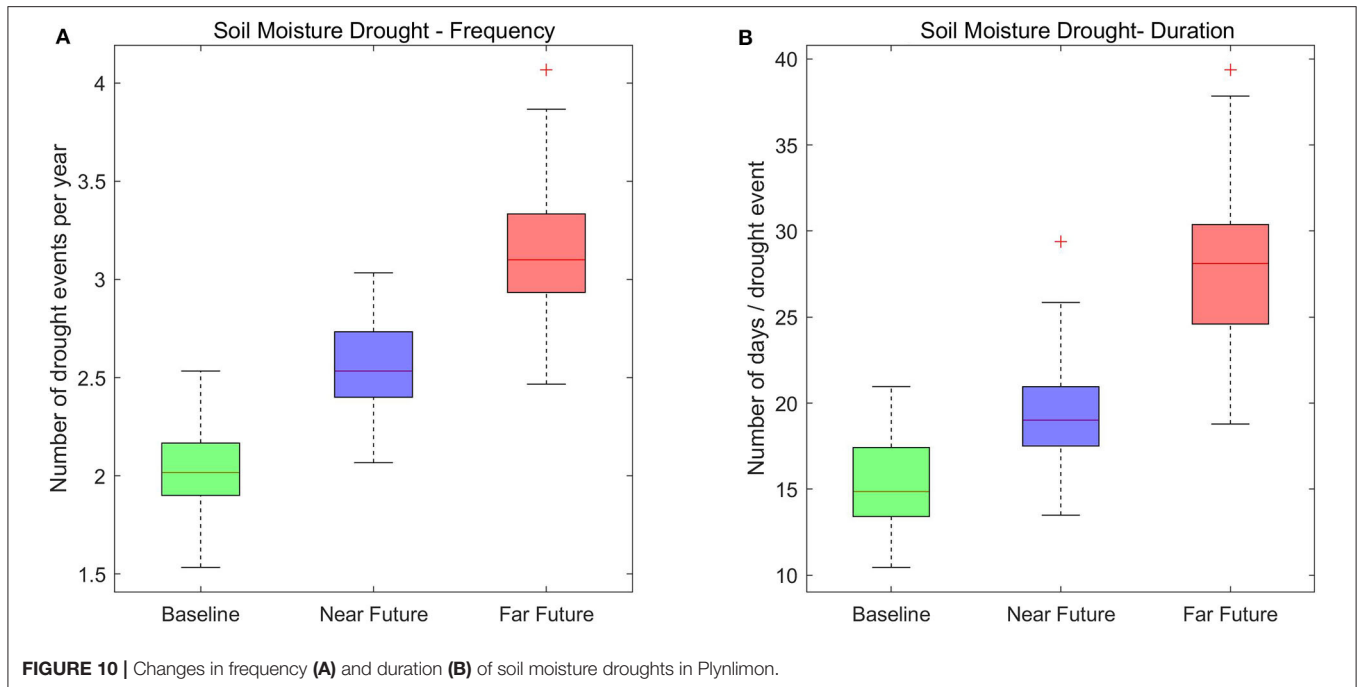 A
Soil Moisture Drought - Frequency
Number of drought events per year
4
3.5
3
2.5
2
1.5
Baseline
Near Future
Far Future
B
Soil Moisture Drought- Duration
Number of days / drought event
40
35
30
25
20
15
10
Baseline
Near Future
Far Future
FIGURE 10 | Changes in frequency (A) and duration (B) of soil moisture droughts in Plynlimon.